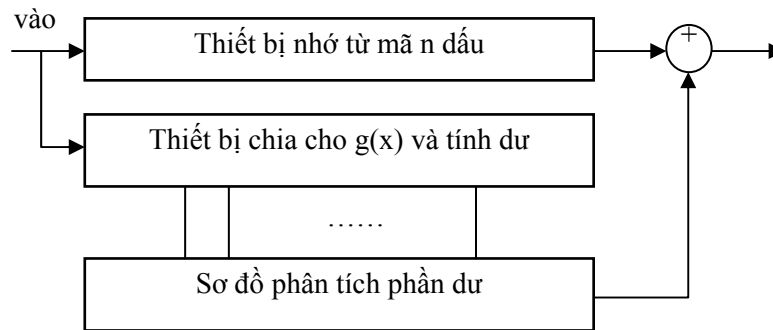 vào
Thiết bị nhớ từ mã n dấu
+
Thiết bị chia cho g(x) và tính dư
……
Sơ đồ phân tích phần dư